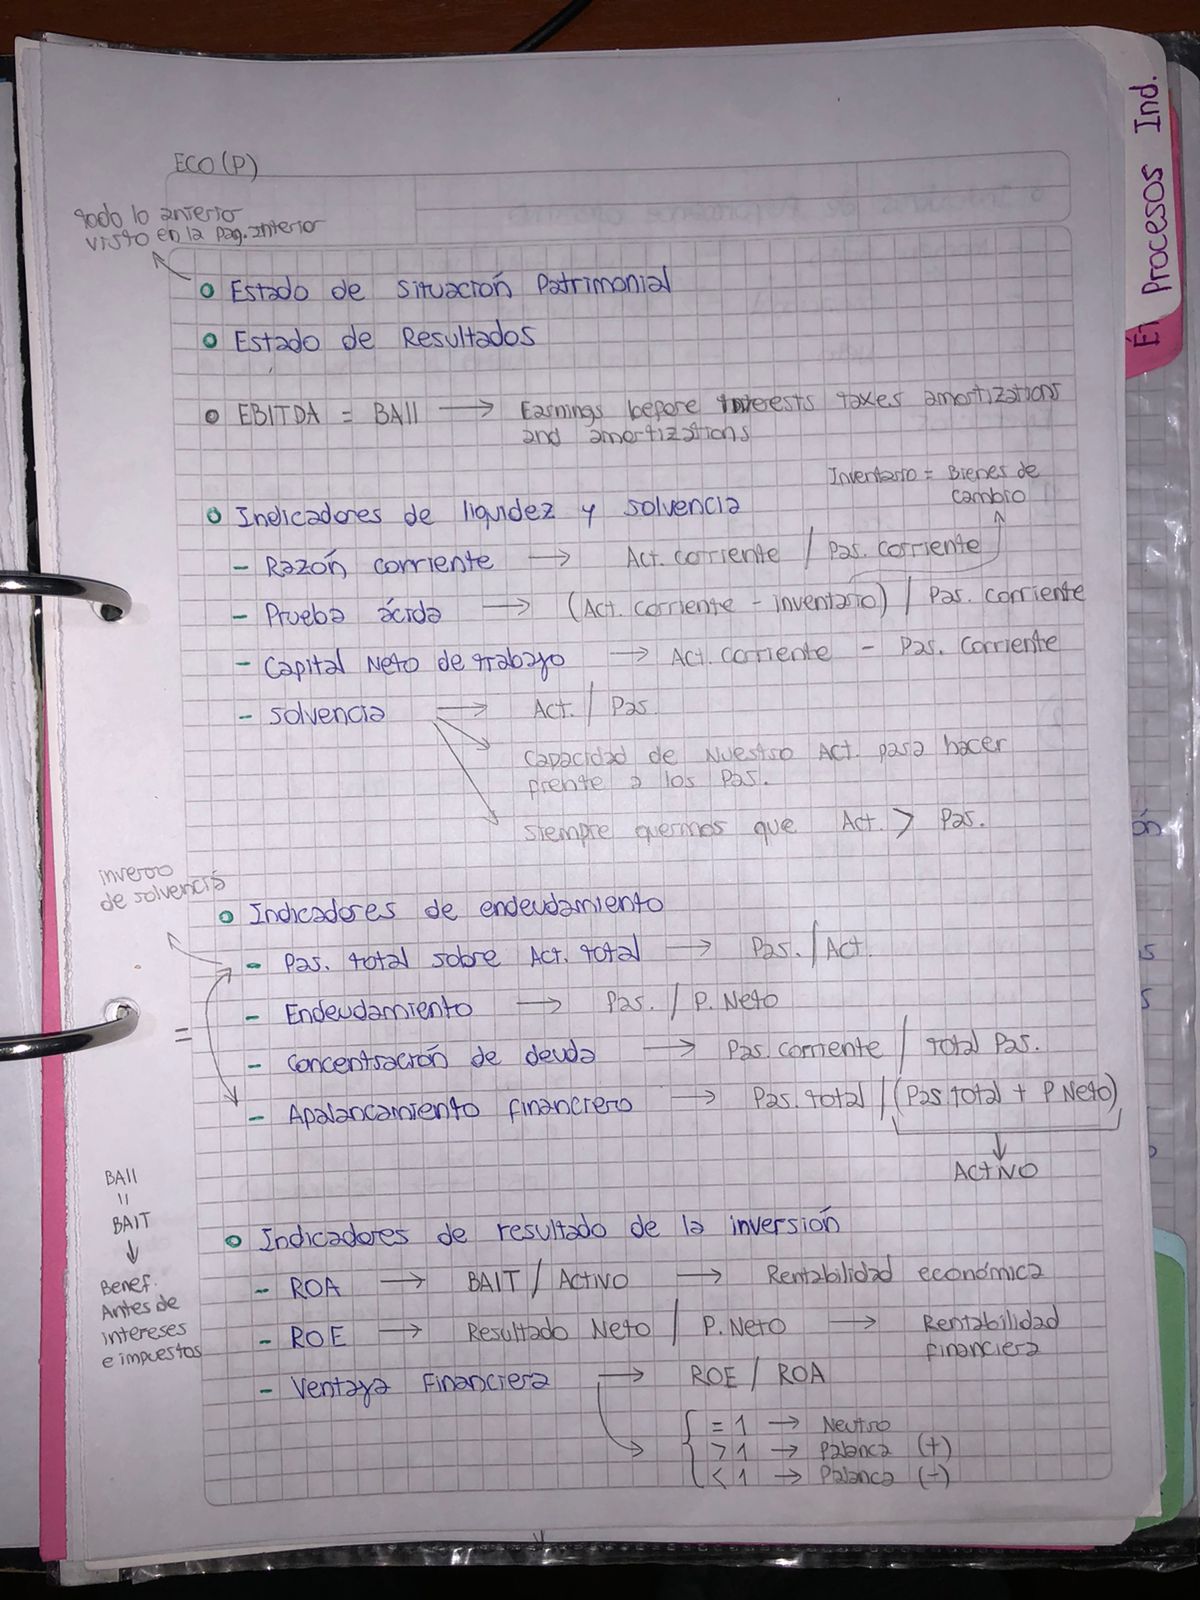 ECO (P)
todo lo anterio
visto en la pag. anterior
Estado de Situación Patrimonial
Estado de Resultados
EBITDA = BAII → Earnings bepore interests taxes amortizations
and amortizations
Inventario = Bienes de
cambio
Indicadores de liquidez y solvencia
- Razón corriente → Act. corriente / Pas. corriente
- Prueba ácida → (Act. corriente - inventario) / Pas. corriente
- Capital Neto de trabajo → Act. corriente - Pas. Corriente
- Solvencia → Act. / Pas.
Capacidad de Nuestro Act. para hacer
frente a los Pas.
siempre quermos que Act. > Pas.
inverso
de solvencia
Indicadores de endeudamiento
- Pas. total sobre Act. total → Pas. / Act.
- Endeudamiento → Pas. / P. Neto
=
- Concentración de deuda → Pas. corriente / total Pas.
- Apalancamiento financiero → Pas. total / (Pas. total + P. Neto)
ACTIVO
BAII
=
BAIT
↓
Benef.
Antes de
intereses
e impuestos
Indicadores de resultado de la inversión
- ROA → BAIT / Activo → Rentabilidad económica
- ROE → Resultado Neto / P. Neto → Rentabilidad
financiera
- Ventaja Financiera → ROE / ROA
= 1 → Neutro
> 1 → Palanca (+)
< 1 → Palanca (-)
Procesos Ind.